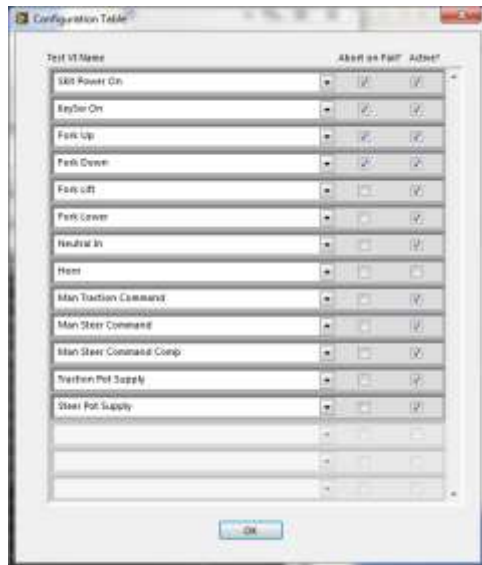 Configuration Table
Test VI Name Abort on Fail? Active?
SBit Power On
KeySw On
Fork Up
Fork Down
Fork Lift
Fork Lower
Neutral In
Horn
Man Traction Command
Man Steer Command
Man Steer Command Comp
Traction Pot Supply
Steer Pot Supply
OK